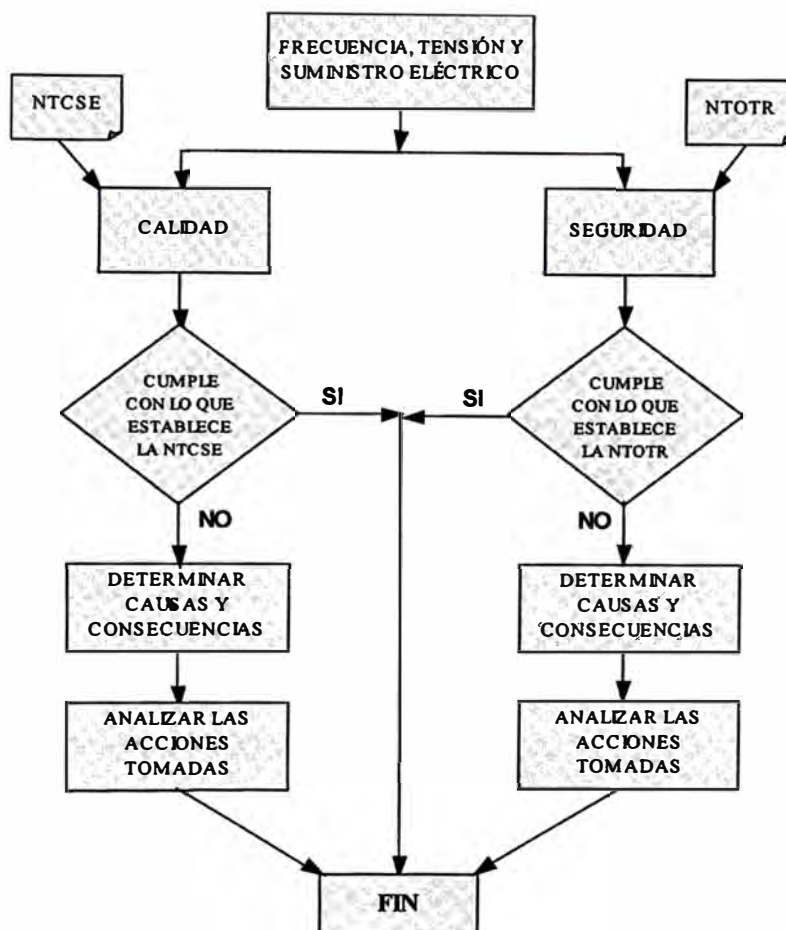 FRECUENCIA, TENSIÓN Y
SUMINISTRO ELÉCTRICO
NTCSE
NTOTR
CALIDAD
SEGURIDAD
CUMPLE
CON LO QUE
ESTABLECE
LA NTCSE
SI
SI
CUMPLE
CON LO QUE
ESTABLECE
LA NTOTR
NO
NO
DETERMINAR
CAUSAS Y
CONSECUENCIAS
DETERMINAR
CAUSAS Y
CONSECUENCIAS
ANALIZAR LAS
ACCIONES
TOMADAS
ANALIZAR LAS
ACCIONES
TOMADAS
FIN